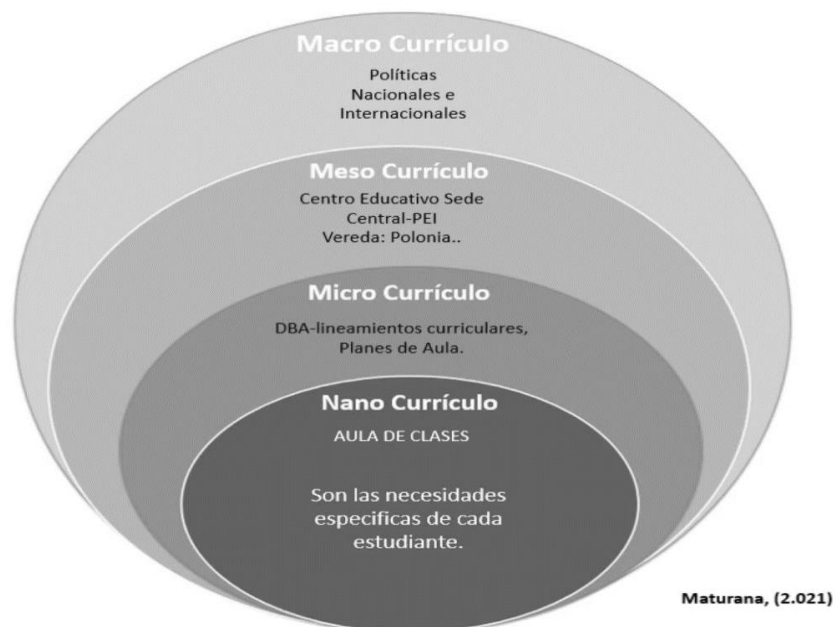 Macro Currículo
Políticas
Nacionales e
Internacionales
Meso Currículo
Centro Educativo Sede
Central-PEI
Vereda: Polonia..
Micro Currículo
DBA-lineamientos curriculares,
Planes de Aula.
Nano Currículo
AULA DE CLASES
Son las necesidades
especificas de cada
estudiante.
Maturana, (2.021)